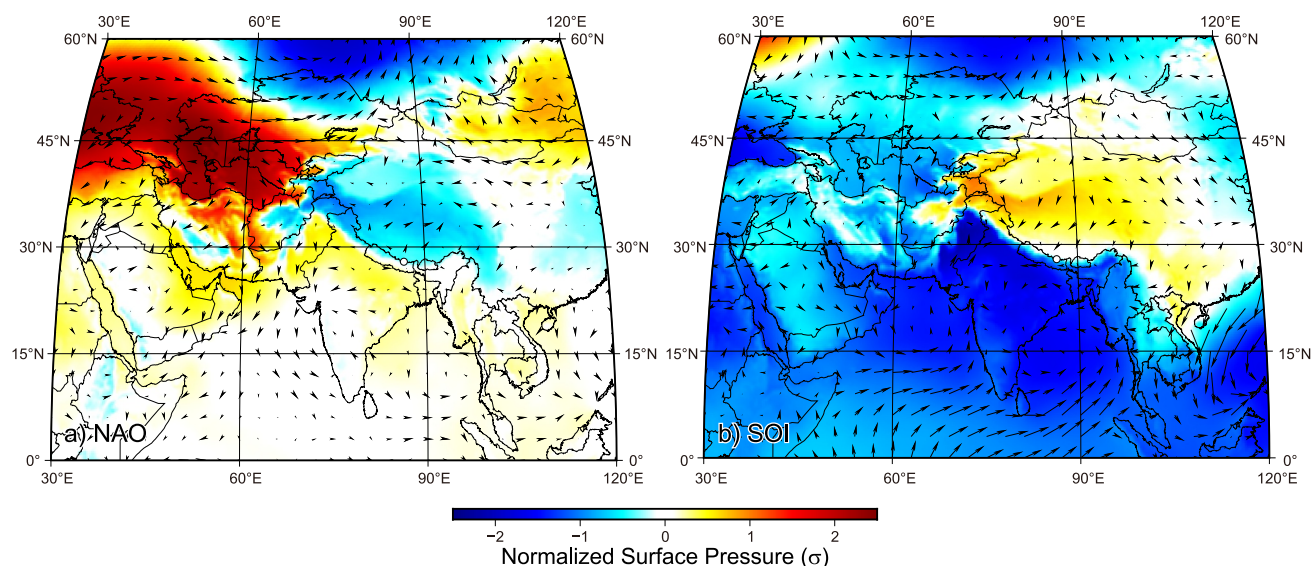 30°E 60°E 90°E 120°E 30°E 60°E 90°E 120°E
60°N 60°N 60°N 60°N
45°N 45°N 45°N 45°N
30°N 30°N 30°N 30°N
15°N 15°N 15°N 15°N
a) NAO b) SOI
0° 0° 0° 0°
30°E 60°E 90°E 120°E 30°E 60°E 90°E 120°E
−2 −1 0 1 2
Normalized Surface Pressure (σ)